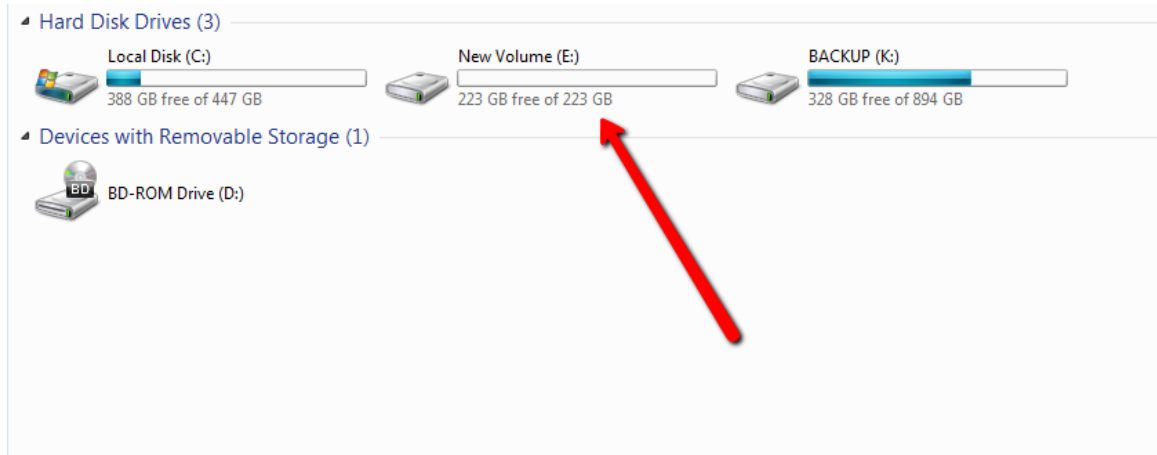 Hard Disk Drives (3)
Local Disk (C:)
388 GB free of 447 GB
New Volume (E:)
223 GB free of 223 GB
BACKUP (K:)
328 GB free of 894 GB
Devices with Removable Storage (1)
BD
BD-ROM Drive (D:)